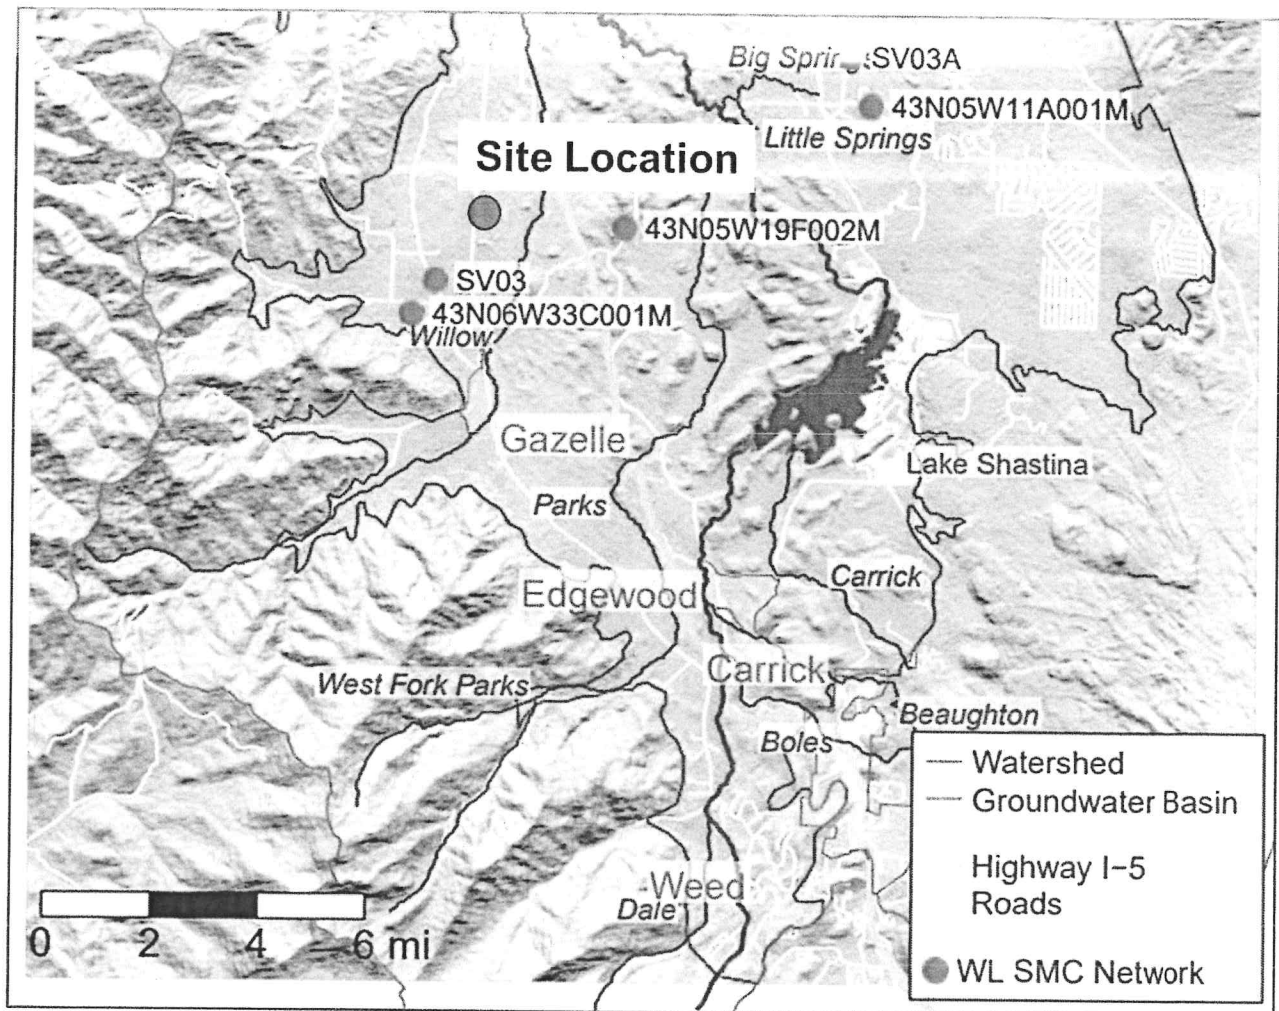 Big Springs SV03A
43N05W11A001M
Little Springs
Site Location
43N05W19F002M
SV03
43N06W33C001M
Willow
Gazelle
Lake Shastina
Parks
Carrick
Edgewood
Carrick
West Fork Parks
Beaughton
Boles
Watershed
Groundwater Basin
Highway I-5
Roads
Weed
Dale
0 2 4 6 mi
WL SMC Network